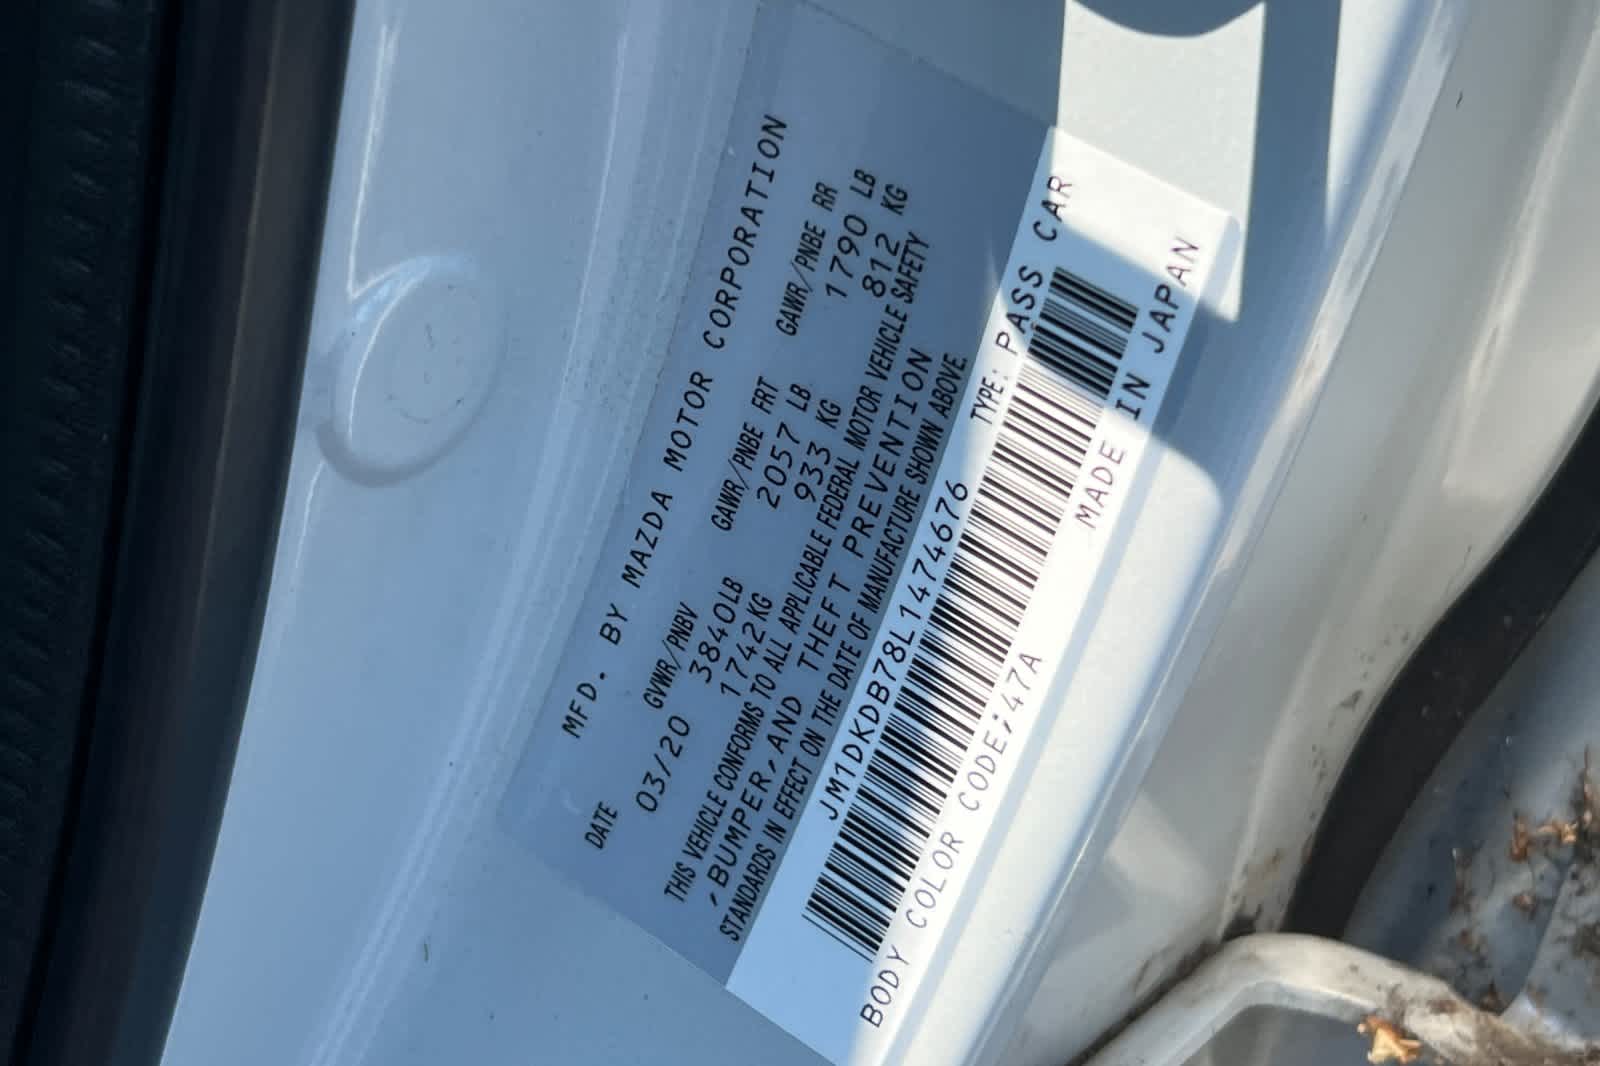 MFD. BY MAZDA MOTOR CORPORATION
DATE GVWR/PNBV GAWR/PNBE FRT GAWR/PNBE RR
03/20 3840LB 2057 LB 1790 LB
1742KG 933 KG 812 KG
THIS VEHICLE CONFORMS TO ALL APPLICABLE FEDERAL MOTOR VEHICLE SAFETY
,BUMPER,AND THEFT PREVENTION
STANDARDS IN EFFECT ON THE DATE OF MANUFACTURE SHOWN ABOVE.
JM1DKDB78L1474676 TYPE: PASS CAR
BODY COLOR CODE;47A MADE IN JAPAN